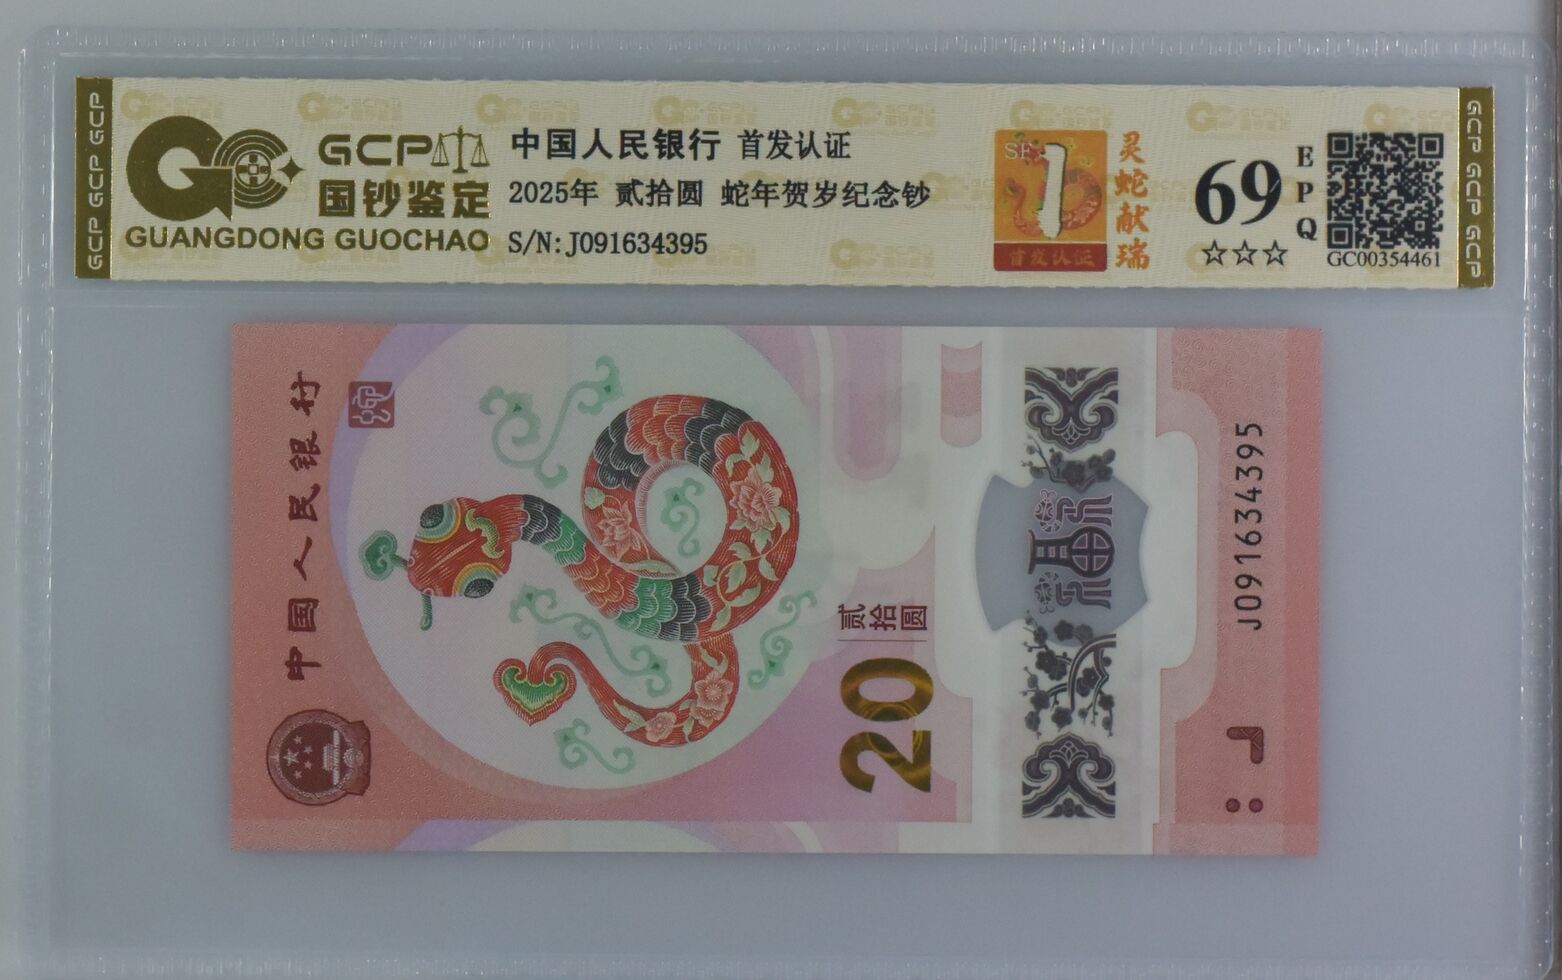 GCP
国钞鉴定
GUANGDONG GUOCHAO
中国人民银行 首发认证
2025年 贰拾圆 蛇年贺岁纪念钞
S/N: J091634395
1
首发认证
灵蛇献瑞
69
EPQ
☆☆☆
GC00354461
GCP GCP GCP
GCP GCP GCP
中国人民银行
贰拾圆
20
福
J091634395